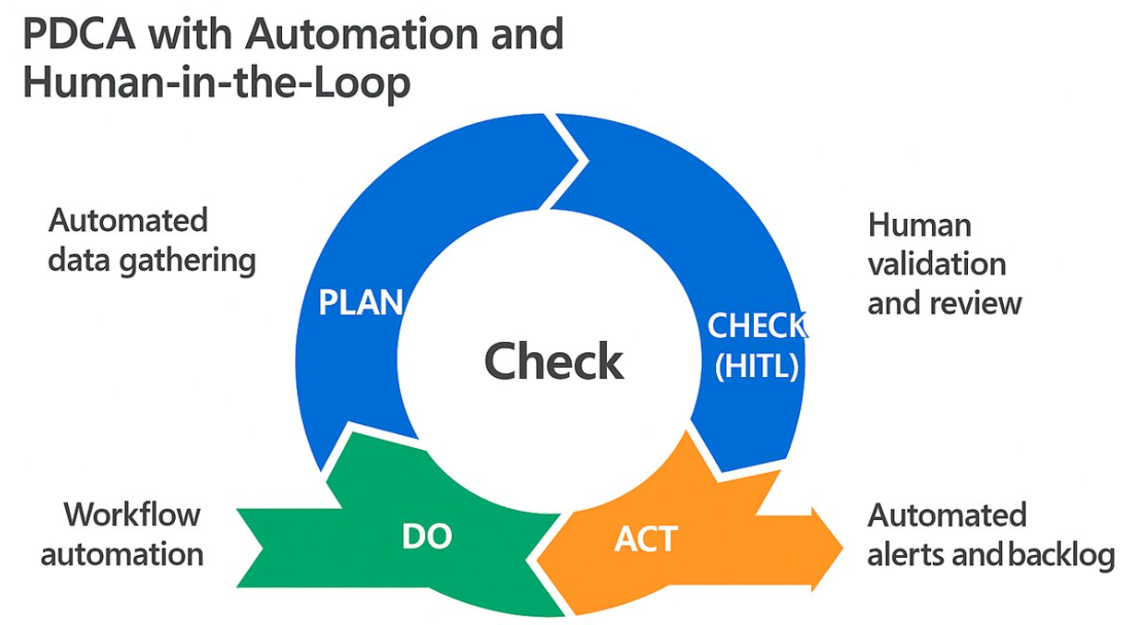 PDCA with Automation and
Human-in-the-Loop
Automated
data gathering
Human
validation
and review
PLAN
CHECK
(HITL)
Check
Workflow
automation
DO
ACT
Automated
alerts and backlog